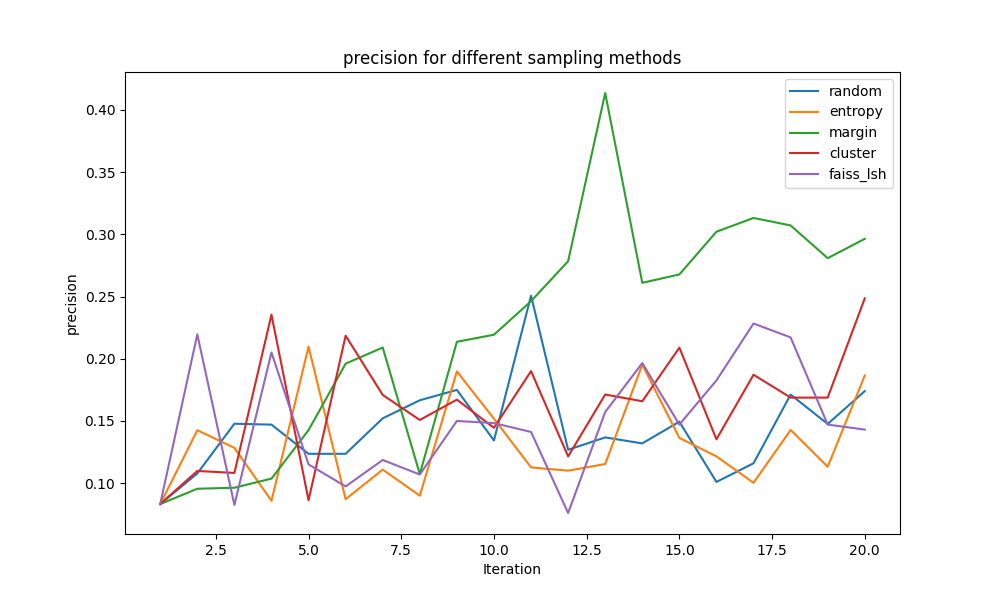 precision for different sampling methods
random
entropy
margin
cluster
faiss_lsh
0.40
0.35
0.30
0.25
0.20
0.15
0.10
precision
2.5
5.0
7.5
10.0
12.5
15.0
17.5
20.0
Iteration